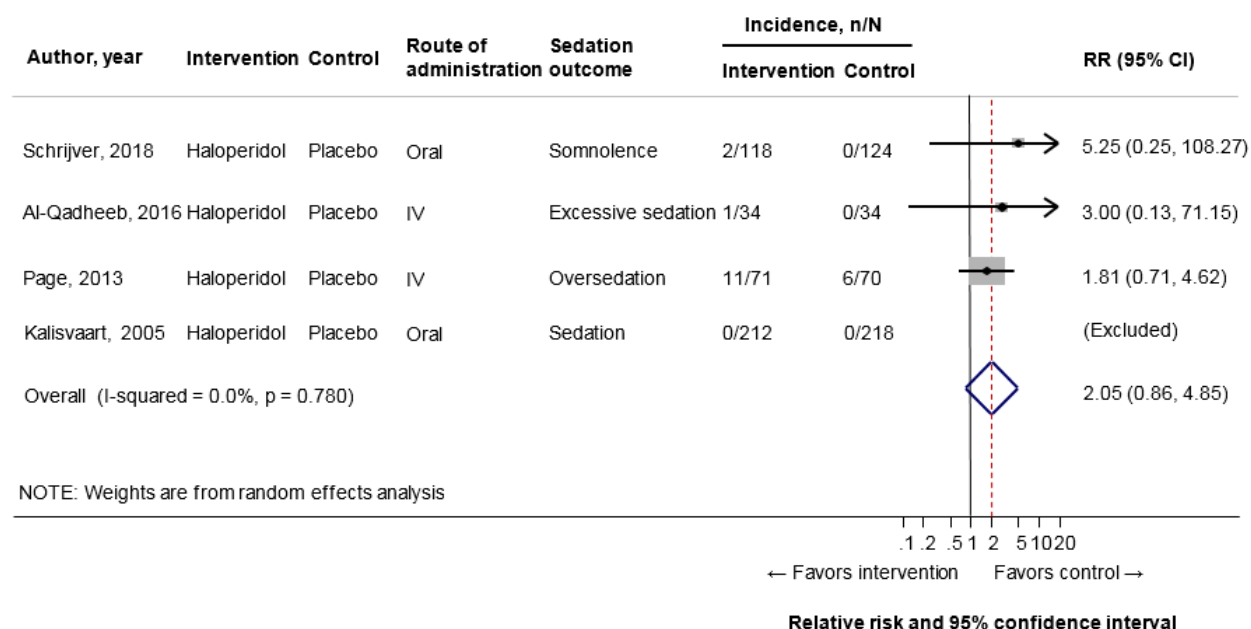 Incidence, n/N
Author, year Intervention Control Route of administration Sedation outcome Intervention Control RR (95% CI)
Schrijver, 2018 Haloperidol Placebo Oral Somnolence 2/118 0/124 5.25 (0.25, 108.27)
Al-Qadheeb, 2016 Haloperidol Placebo IV Excessive sedation 1/34 0/34 3.00 (0.13, 71.15)
Page, 2013 Haloperidol Placebo IV Oversedation 11/71 6/70 1.81 (0.71, 4.62)
Kalisvaart, 2005 Haloperidol Placebo Oral Sedation 0/212 0/218 (Excluded)
Overall (I-squared = 0.0%, p = 0.780) 2.05 (0.86, 4.85)
NOTE: Weights are from random effects analysis
.1 .2 .5 1 2 5 10 20
← Favors intervention Favors control →
Relative risk and 95% confidence interval